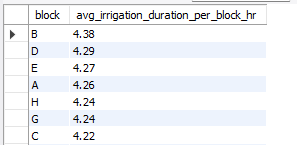 block avg_irrigation_duration_per_block_hr
B 4.38
D 4.29
E 4.27
A 4.26
H 4.24
G 4.24
C 4.22